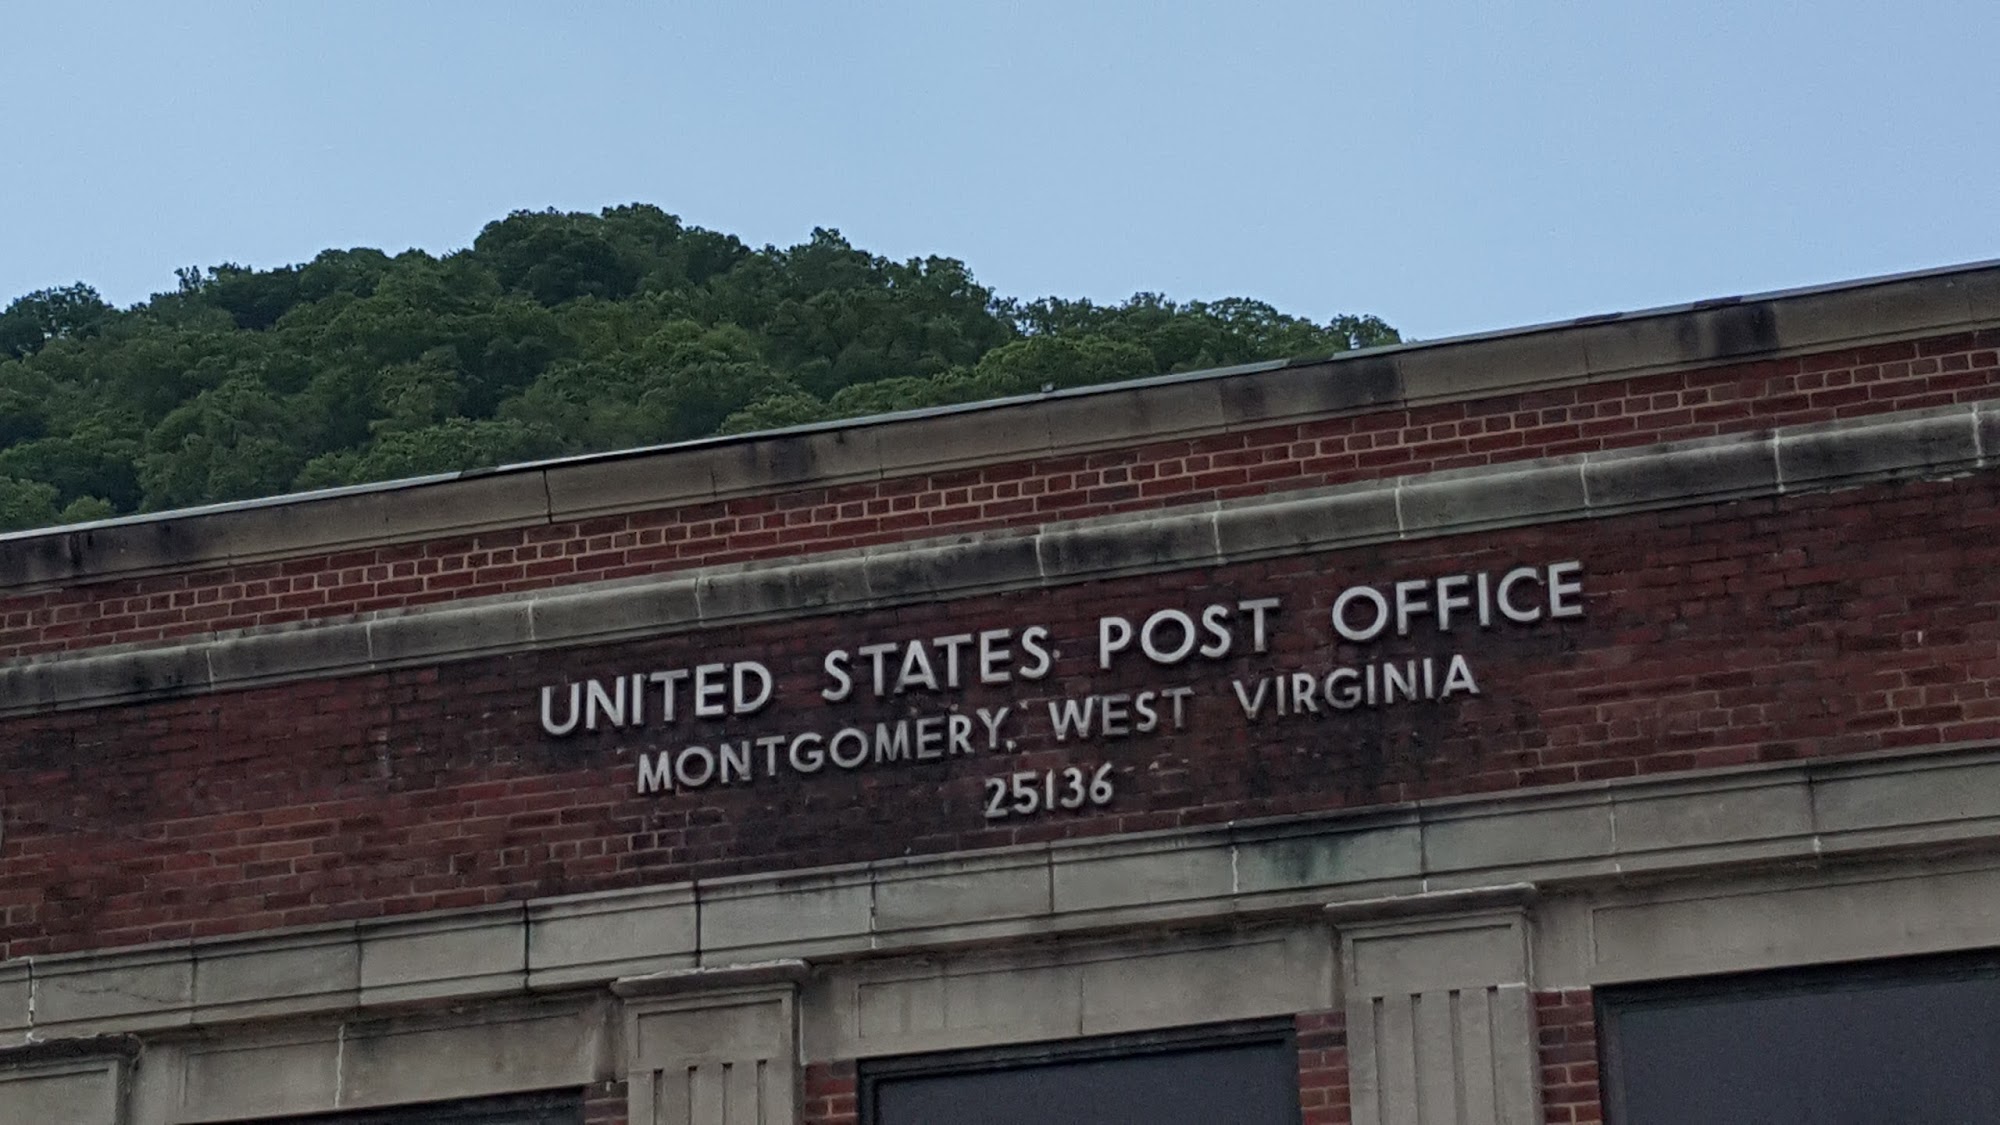 UNITED STATES POST OFFICE
MONTGOMERY, WEST VIRGINIA
25136